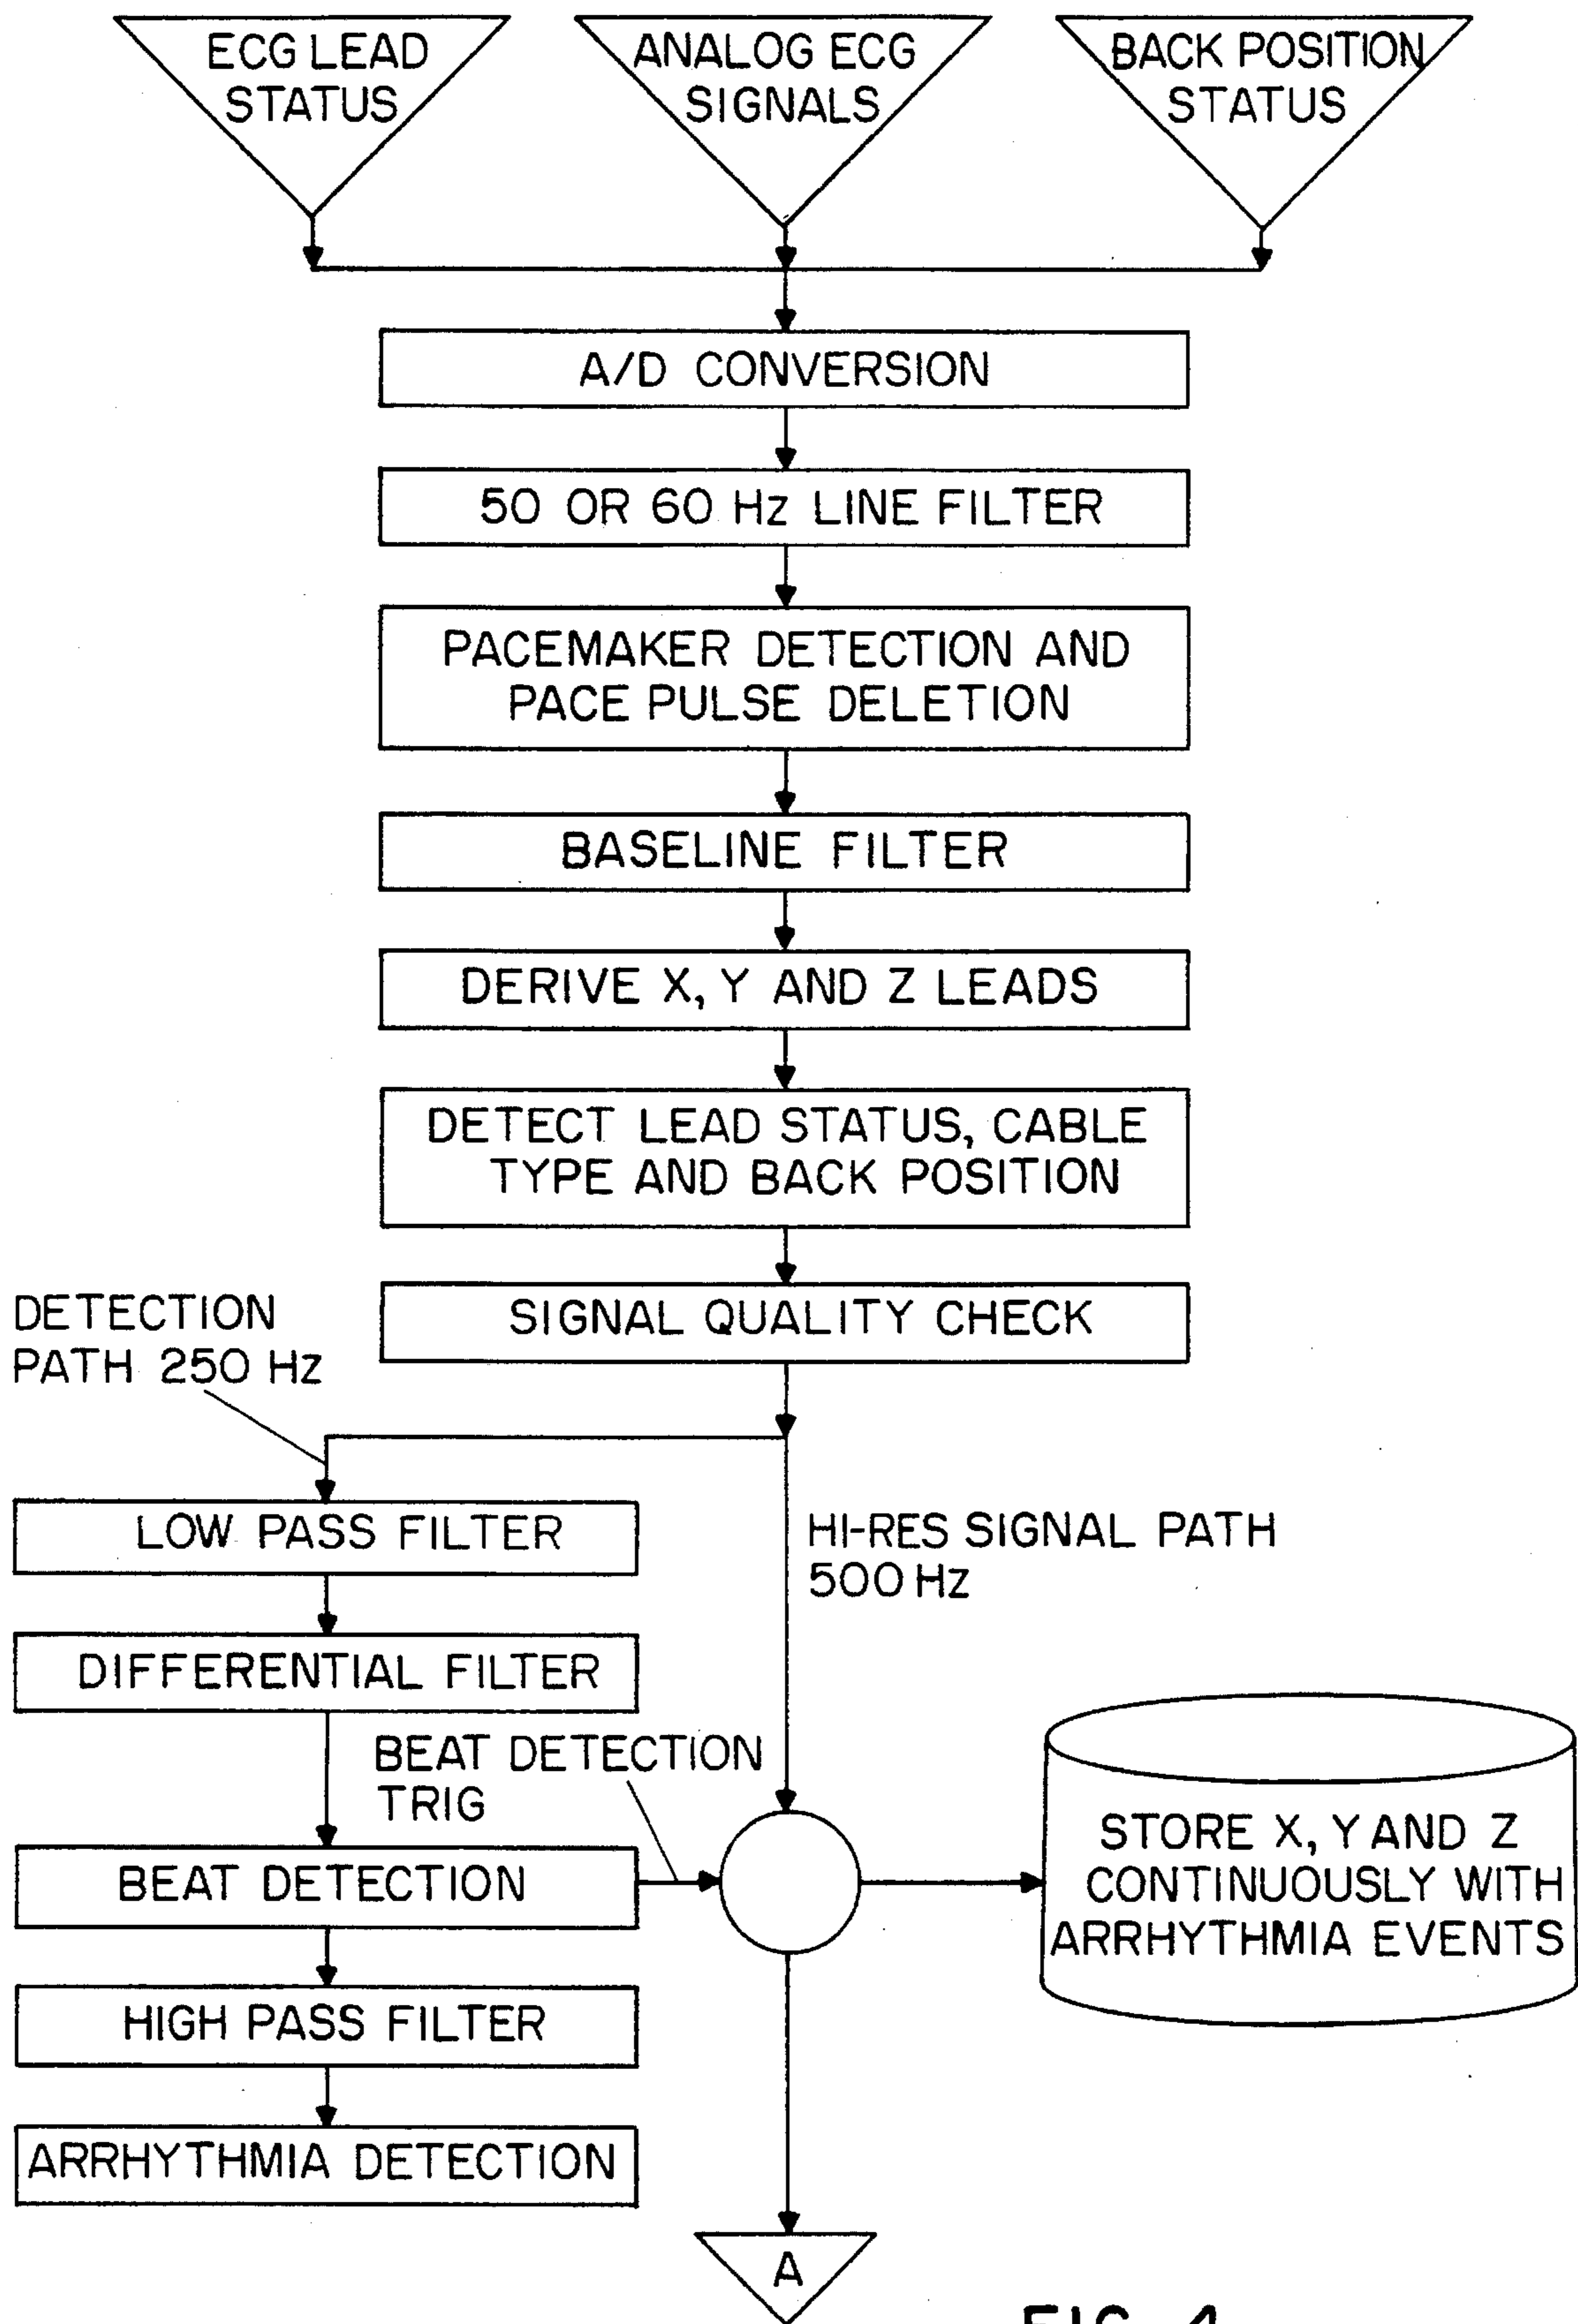 ECG LEAD
STATUS
ANALOG ECG
SIGNALS
BACK POSITION
STATUS
A/D CONVERSION
50 OR 60 Hz LINE FILTER
PACEMAKER DETECTION AND
PACE PULSE DELETION
BASELINE FILTER
DERIVE X, Y AND Z LEADS
DETECT LEAD STATUS, CABLE
TYPE AND BACK POSITION
SIGNAL QUALITY CHECK
DETECTION
PATH 250 Hz
LOW PASS FILTER
HI-RES SIGNAL PATH
500 Hz
DIFFERENTIAL FILTER
BEAT DETECTION
TRIG
BEAT DETECTION
STORE X, Y AND Z
CONTINUOUSLY WITH
ARRHYTHMIA EVENTS
HIGH PASS FILTER
ARRHYTHMIA DETECTION
A